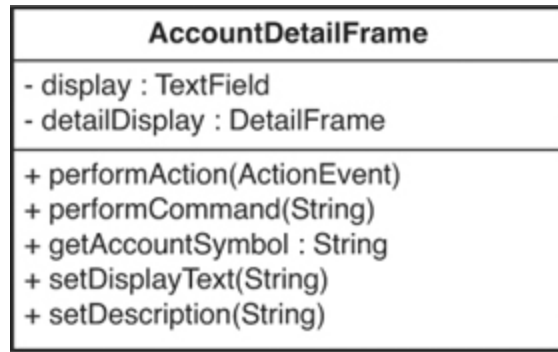 AccountDetailFrame
- display : TextField
- detailDisplay : DetailFrame
+ performAction(ActionEvent)
+ performCommand(String)
+ getAccountSymbol : String
+ setDisplayText(String)
+ setDescription(String)